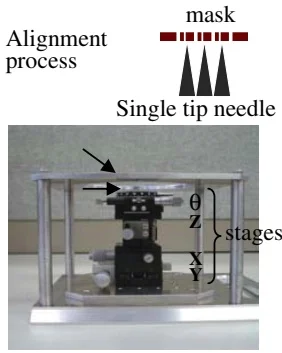 mask
Alignment
process
Single tip needle
θ
Z
stages
X
Y